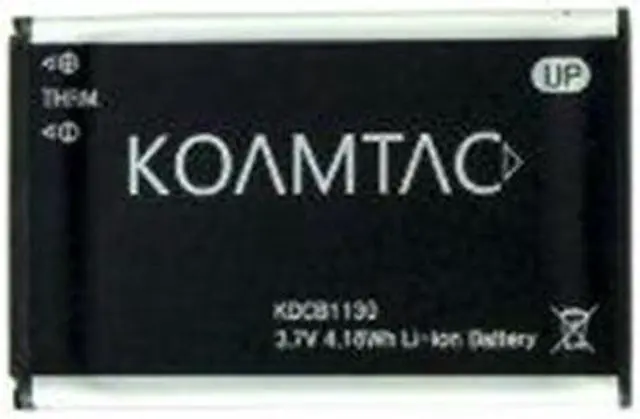 UP
THRM.
KOAMTAC
KDCB1130
3.7V 4.18Wh Li-Ion Battery